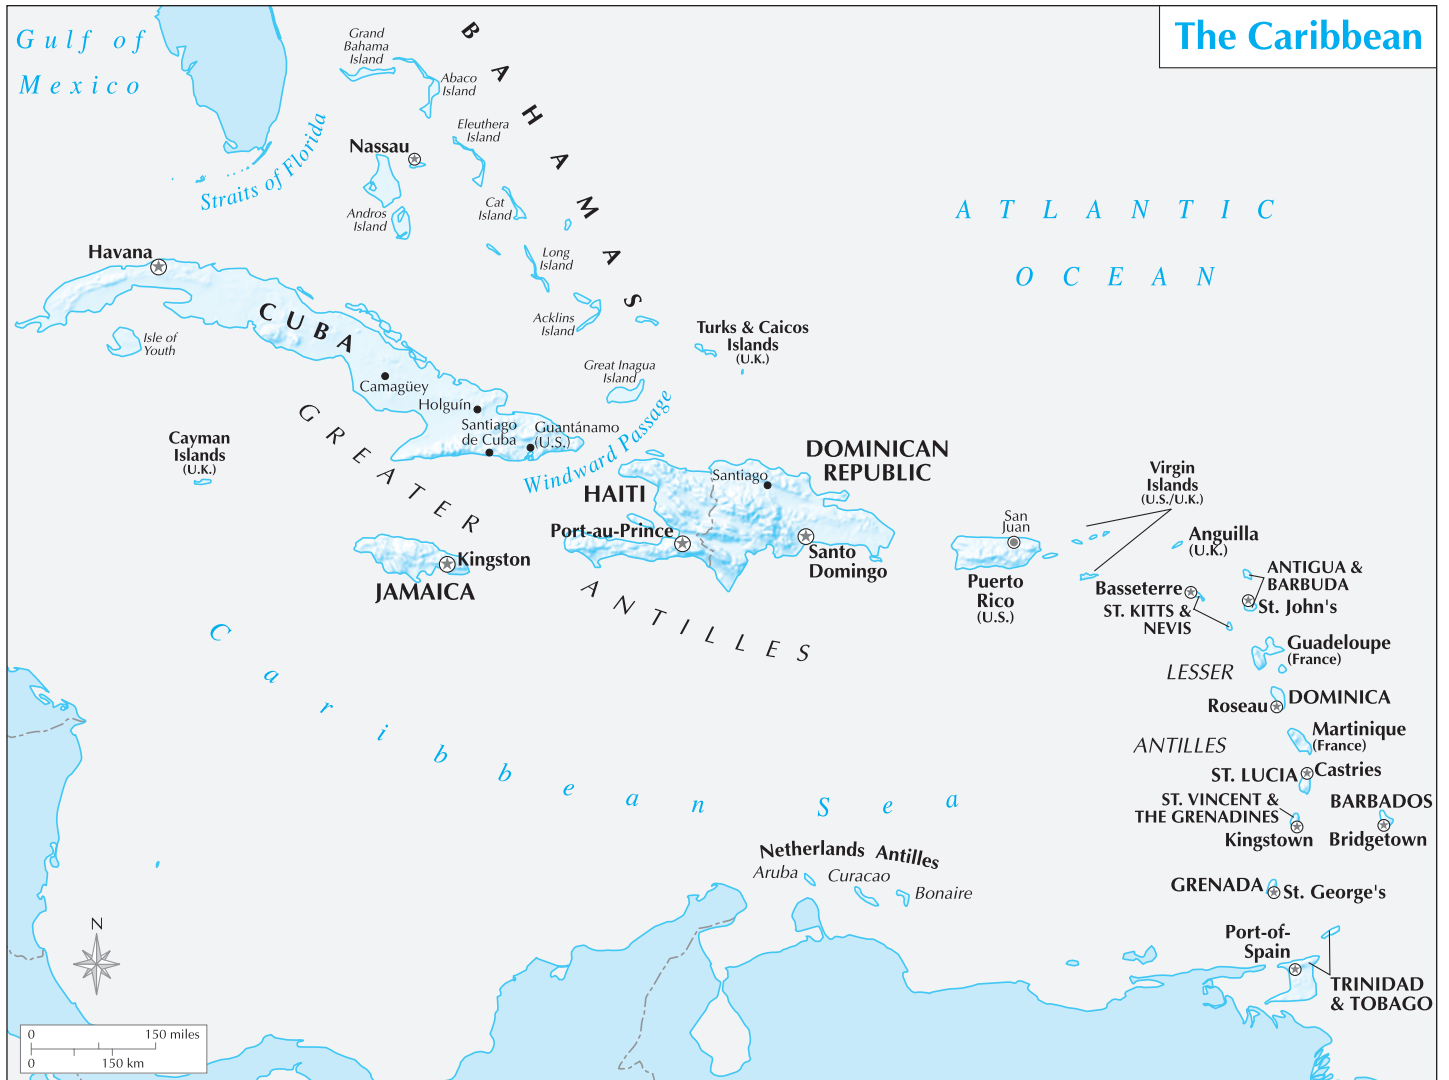 The Caribbean
Gulf of
Mexico
Straits of Florida
Grand
Bahama
Island
Abaco
Island
BAHAMAS
Eleuthera
Island
Nassau
Andros
Island
Cat
Island
Long
Island
Acklins
Island
Great Inagua
Island
Turks & Caicos
Islands
(U.K.)
ATLANTIC
OCEAN
Havana
CUBA
Isle of
Youth
Camagüey
Holguín
Santiago
de Cuba
Guantánamo
(U.S.)
Windward Passage
Cayman
Islands
(U.K.)
GREATER
ANTILLES
Kingston
JAMAICA
HAITI
Port-au-Prince
DOMINICAN
REPUBLIC
Santiago
Santo
Domingo
San
Juan
Puerto
Rico
(U.S.)
Virgin
Islands
(U.S./U.K.)
Anguilla
(U.K.)
ANTIGUA &
BARBUDA
St. John's
Basseterre
ST. KITTS &
NEVIS
Guadeloupe
(France)
LESSER
ANTILLES
Roseau
DOMINICA
Martinique
(France)
ST. LUCIA
Castries
ST. VINCENT &
THE GRENADINES
Kingstown
BARBADOS
Bridgetown
GRENADA
St. George's
Port-of-
Spain
TRINIDAD
& TOBAGO
Caribbean Sea
Netherlands Antilles
Aruba
Curacao
Bonaire
N
0 150 miles
0 150 km